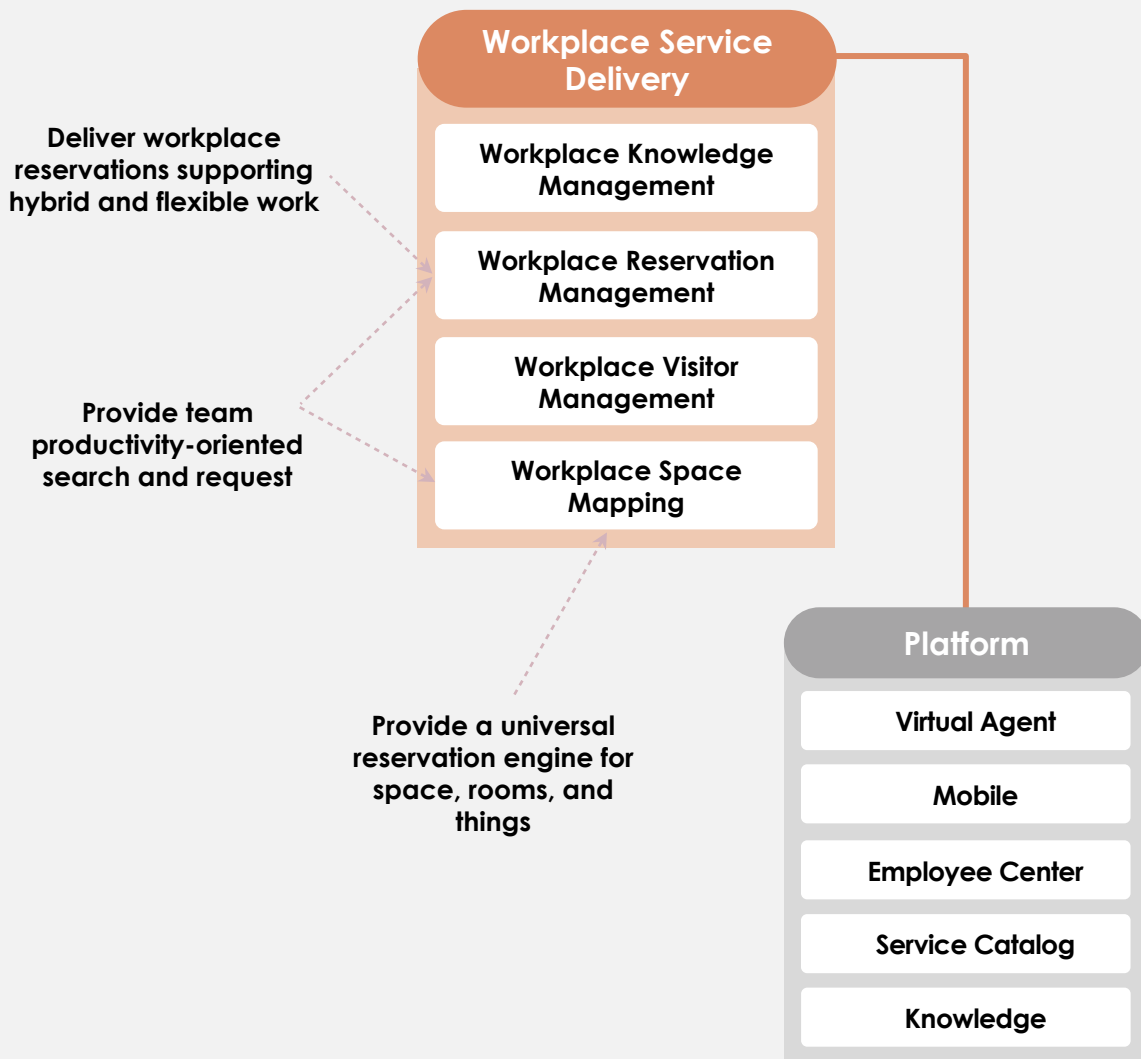 Workplace Service
Delivery
Workplace Knowledge
Management
Workplace Reservation
Management
Workplace Visitor
Management
Workplace Space
Mapping
Deliver workplace
reservations supporting
hybrid and flexible work
Provide team
productivity-oriented
search and request
Provide a universal
reservation engine for
space, rooms, and
things
Platform
Virtual Agent
Mobile
Employee Center
Service Catalog
Knowledge